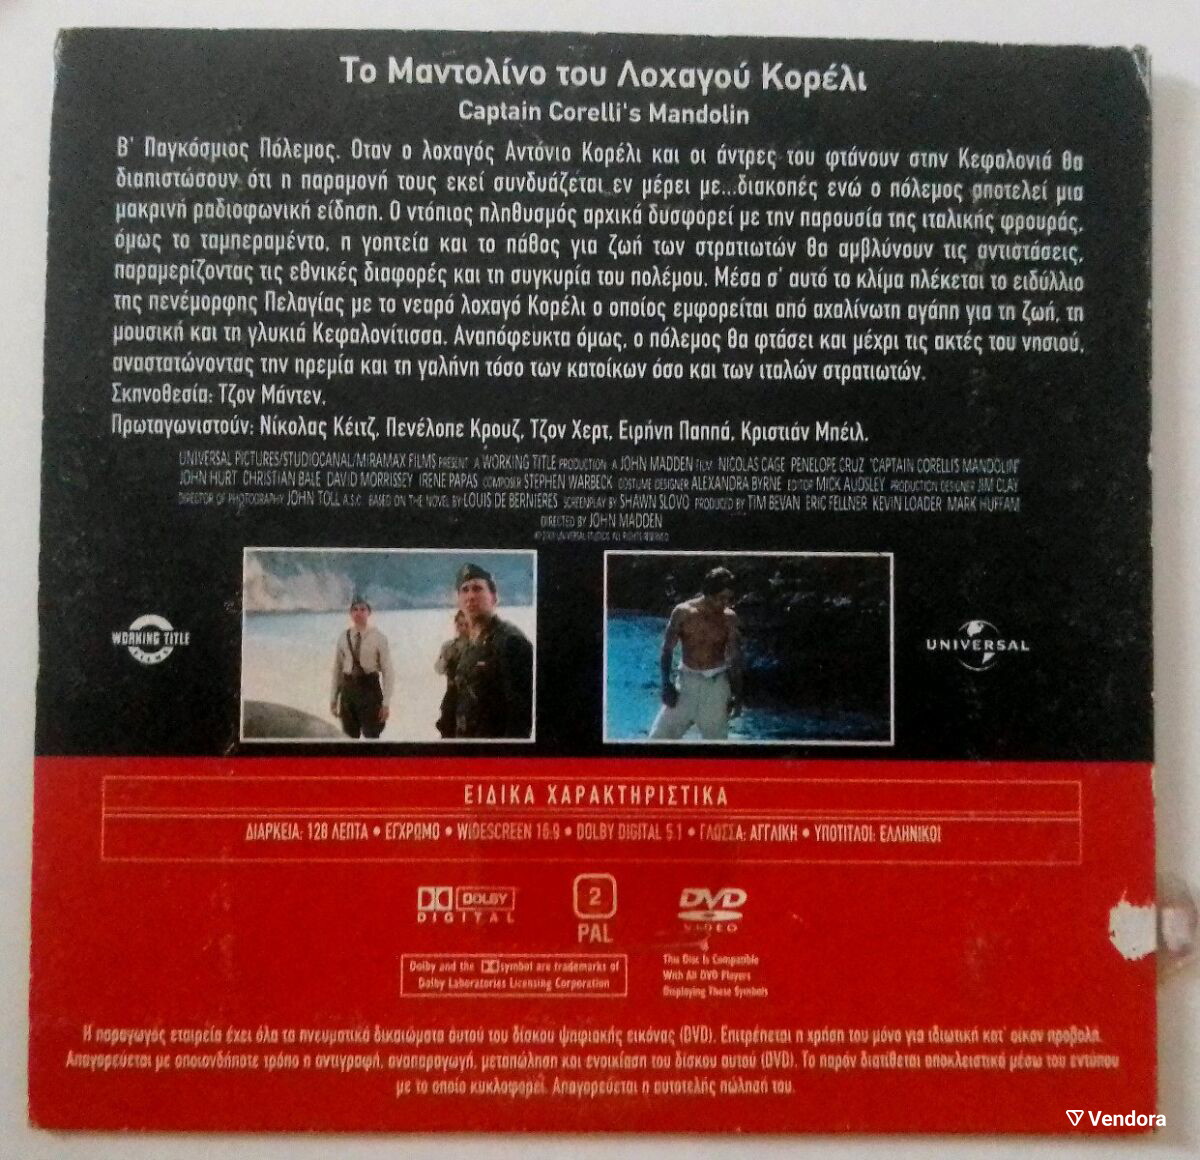 Το Μαντολίνο του Λοχαγού Κορέλι
Captain Corelli's Mandolin
Β' Παγκόσμιος Πόλεμος. Οταν ο λοχαγός Αντόνιο Κορέλι και οι άντρες του φτάνουν στην Κεφαλονιά θα
διαπιστώσουν ότι η παραμονή τους εκεί συνδυάζεται εν μέρει με...διακοπές ενώ ο πόλεμος αποτελεί μια
μακρινή ραδιοφωνική είδηση. Ο ντόπιος πληθυσμός αρχικά δυσφορεί με την παρουσία της ιταλικής φρουράς,
όμως το ταμπεραμέντο, η γοητεία και το πάθος για ζωή των στρατιωτών θα αμβλύνουν τις αντιστάσεις,
παραμερίζοντας τις εθνικές διαφορές και τη συγκυρία του πολέμου. Μέσα σ' αυτό το κλίμα πλέκεται το ειδύλλιο
της πενέμορφης Πελαγίας με το νεαρό λοχαγό Κορέλι ο οποίος εμφορείται από αχαλίνωτη αγάπη για τη ζωή, τη
μουσική και τη γλυκιά Κεφαλονίτισσα. Αναπόφευκτα όμως, ο πόλεμος θα φτάσει και μέχρι τις ακτές του νησιού,
αναστατώνοντας την ηρεμία και τη γαλήνη τόσο των κατοίκων όσο και των ιταλών στρατιωτών.
Σκηνοθεσία: Τζον Μάντεν.
Πρωταγωνιστούν: Νίκολας Κέιτζ, Πενέλοπε Κρουζ, Τζον Χερτ, Ειρήνη Παππά, Κριστιάν Μπέιλ.
UNIVERSAL PICTURES/STUDIOCANAL/MIRAMAX FILMS PRESENT A WORKING TITLE PRODUCTION A JOHN MADDEN FILM NICOLAS CAGE PENELOPE CRUZ "CAPTAIN CORELLI'S MANDOLIN"
JOHN HURT CHRISTIAN BALE DAVID MORRISSEY IRENE PAPAS COMPOSER STEPHEN WARBECK COSTUME DESIGNER ALEXANDRA BYRNE EDITOR MICK AUDSLEY PRODUCTION DESIGNER JIM CLAY
DIRECTOR OF PHOTOGRAPHY JOHN TOLL A.S.C. BASED ON THE NOVEL BY LOUIS DE BERNIERES SCREENPLAY BY SHAWN SLOVO PRODUCED BY TIM BEVAN ERIC FELLNER KEVIN LOADER MARK HUFFAM
DIRECTED BY JOHN MADDEN
UNIVERSAL STUDIOS ALL RIGHTS RESERVED
WORKING TITLE
FILMS
UNIVERSAL
ΕΙΔΙΚΑ ΧΑΡΑΚΤΗΡΙΣΤΙΚΑ
ΔΙΑΡΚΕΙΑ: 128 ΛΕΠΤΑ • ΕΓΧΡΩΜΟ • WIDESCREEN 16:9 • DOLBY DIGITAL 5.1 • ΓΛΩΣΣΑ: ΑΓΓΛΙΚΗ • ΥΠΟΤΙΤΛΟΙ: ΕΛΛΗΝΙΚΟΙ
DOLBY
DIGITAL
2
PAL
DVD
VIDEO
Dolby and the symbol are trademarks of
Dolby Laboratories Licensing Corporation
This Disc Is Compatible
With All DVD Players
Displaying These Symbols
Η παραγωγός εταιρεία έχει όλα τα πνευματικά δικαιώματα αυτού του δίσκου ψηφιακής εικόνας (DVD). Επιτρέπεται η χρήση του μόνο για ιδιωτική κατ' οίκον προβολή.
Απαγορεύεται με οποιονδήποτε τρόπο η αντιγραφή, αναπαραγωγή, μεταπώληση και ενοικίαση του δίσκου αυτού (DVD). Το παρόν διατίθεται αποκλειστικά μέσω του εντύπου
με το οποίο κυκλοφορεί. Απαγορεύεται η αυτοτελής πώλησή του.
Vendora